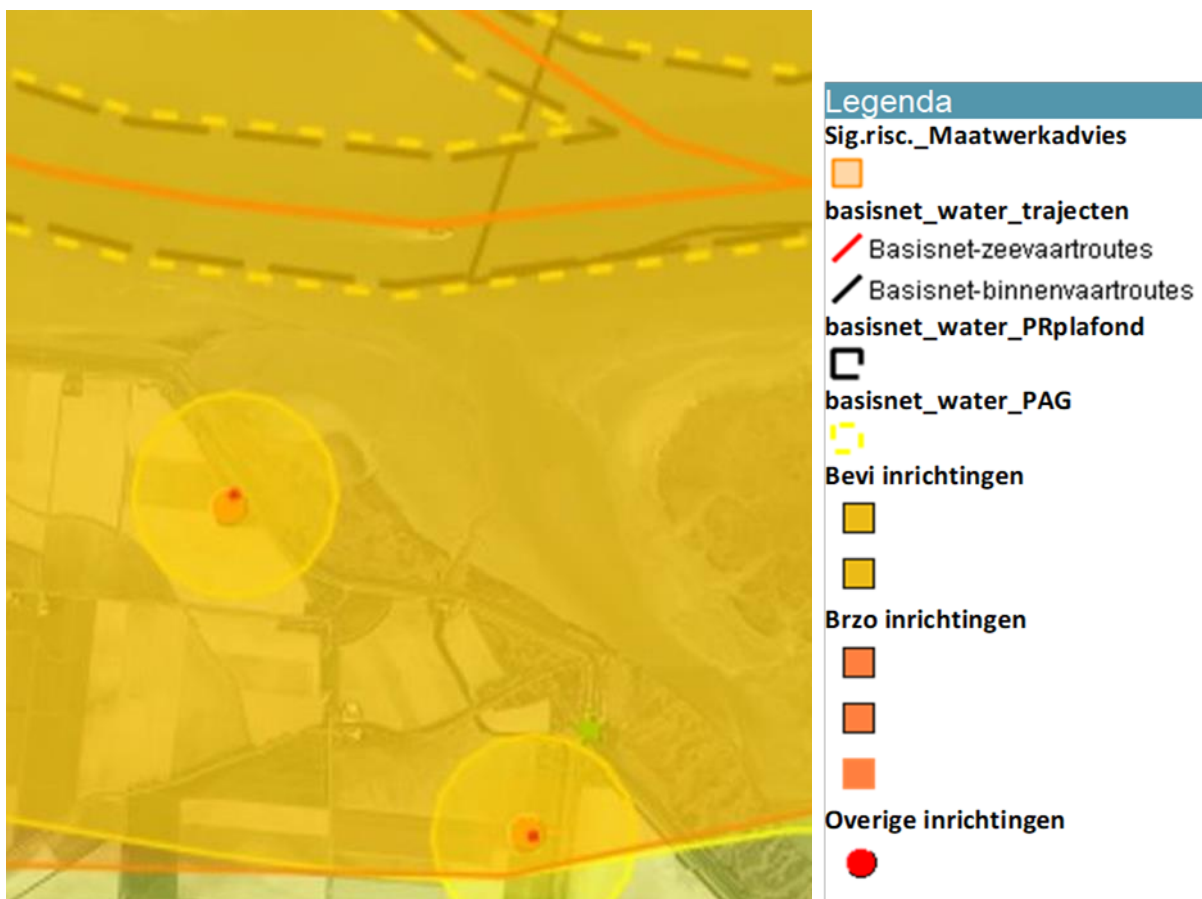 Legenda
Sig.risc._Maatwerkadvies
basisnet_water_trajecten
Basisnet-zeevaartroutes
Basisnet-binnenvaartroutes
basisnet_water_PRplafond
basisnet_water_PAG
Bevi inrichtingen
Brzo inrichtingen
Overige inrichtingen